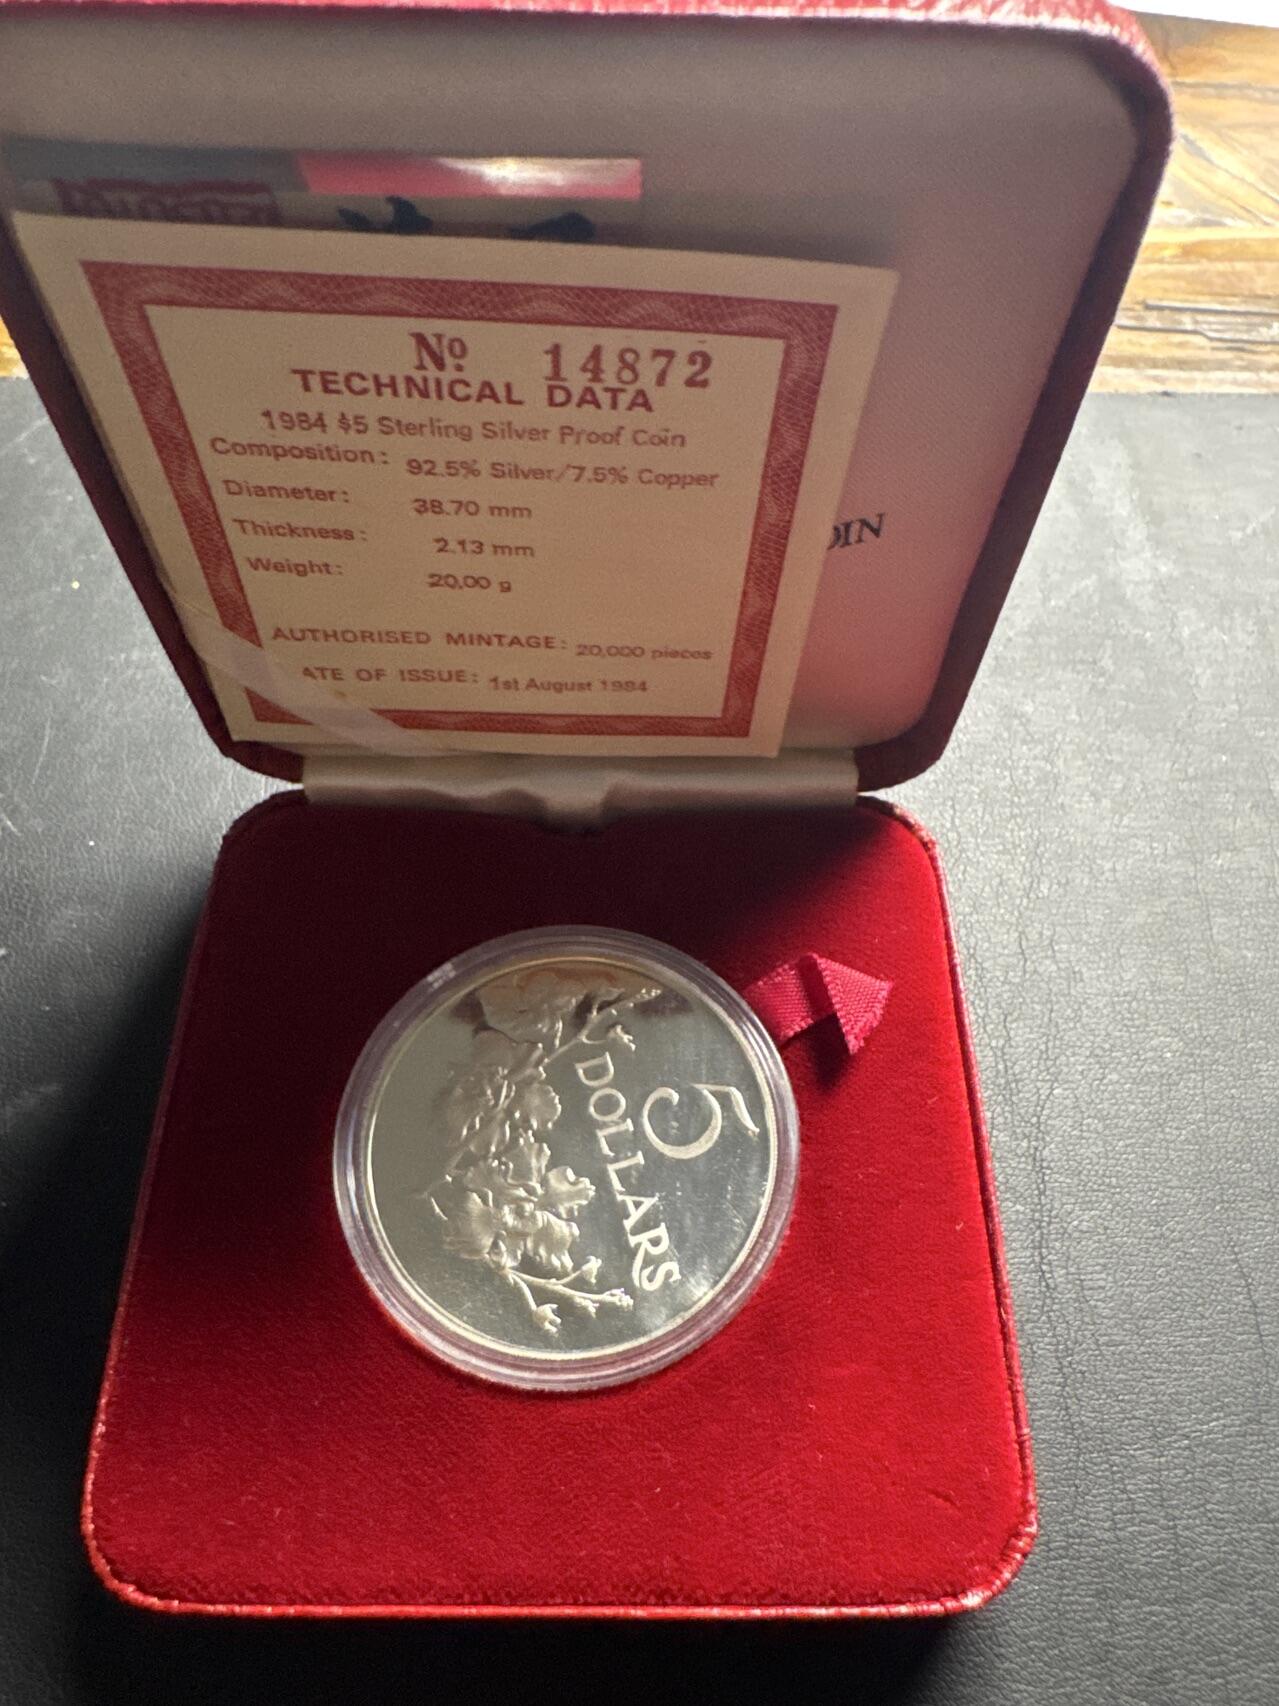 Nº 14872
TECHNICAL DATA
1984 $5 Sterling Silver Proof Coin
Composition: 92.5% Silver/7.5% Copper
Diameter: 38.70 mm
Thickness: 2.13 mm
Weight: 20.00 g
AUTHORISED MINTAGE: 20,000 pieces
ATE OF ISSUE: 1st August 1984
OIN
5
DOLLARS